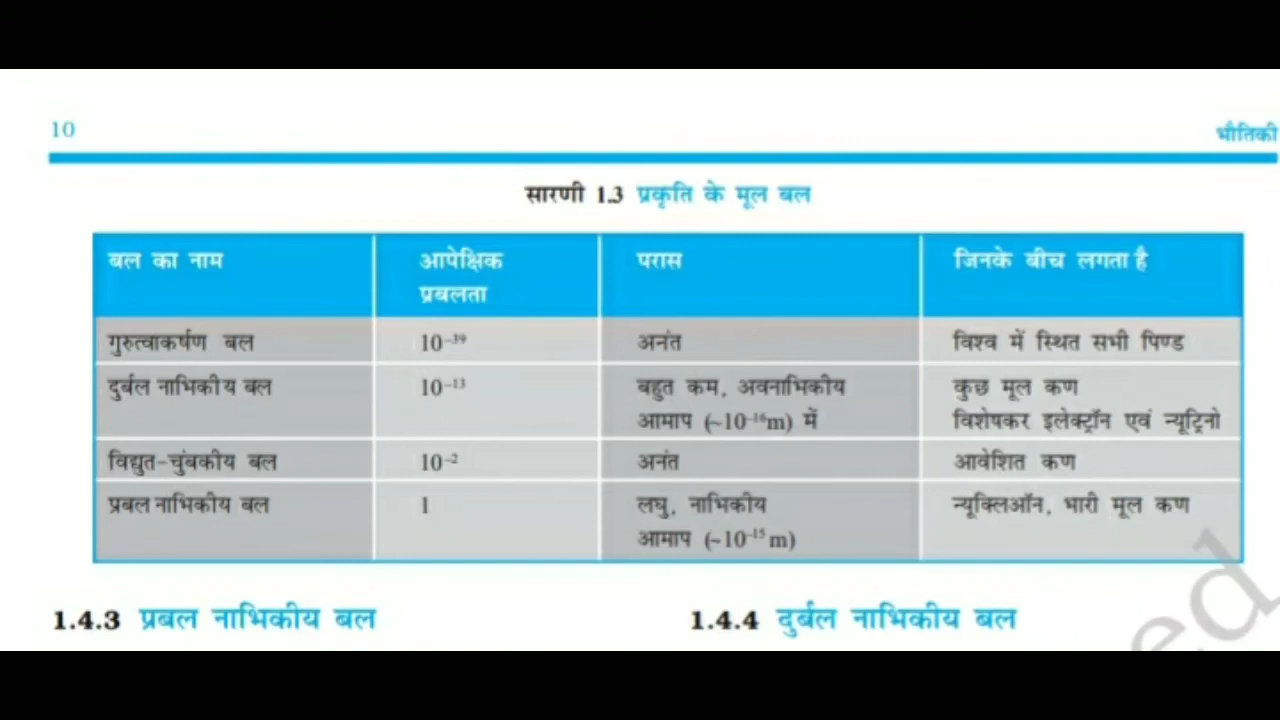 10
भौतिकी
सारणी 1.3 प्रकृति के मूल बल
बल का नाम
आपेक्षिक
प्रबलता
परास
जिनके बीच लगता है
गुरुत्वाकर्षण बल
10⁻³⁹
अनंत
विश्व में स्थित सभी पिण्ड
दुर्बल नाभिकीय बल
10⁻¹³
बहुत कम, अवनाभिकीय
आमाप (~10⁻¹⁶m) में
कुछ मूल कण
विशेषकर इलेक्ट्रॉन एवं न्यूट्रिनो
विद्युत-चुंबकीय बल
10⁻²
अनंत
आवेशित कण
प्रबल नाभिकीय बल
1
लघु, नाभिकीय
आमाप (~10⁻¹⁵m)
न्यूक्लिऑन, भारी मूल कण
1.4.3 प्रबल नाभिकीय बल
1.4.4 दुर्बल नाभिकीय बल
ed